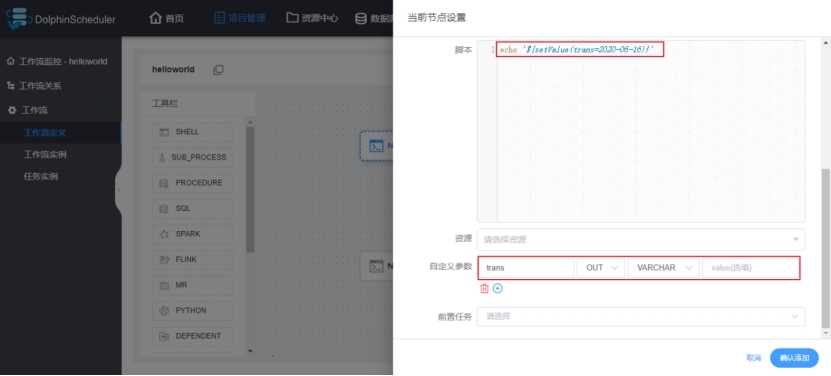 DolphinScheduler
首页
项目管理
资源中心
工作流监控 - helloworld
工作流关系
工作流
工作流定义
工作流实例
任务实例
helloworld
工具栏
SHELL
SUB_PROCESS
PROCEDURE
SQL
SPARK
FLINK
MR
PYTHON
DEPENDENT
当前节点设置
脚本
1 echo '${setValue(trans=2020-06-16)}'
资源
请选择资源
自定义参数
trans
OUT
VARCHAR
value(选填)
前置任务
请选择
取消
确认添加